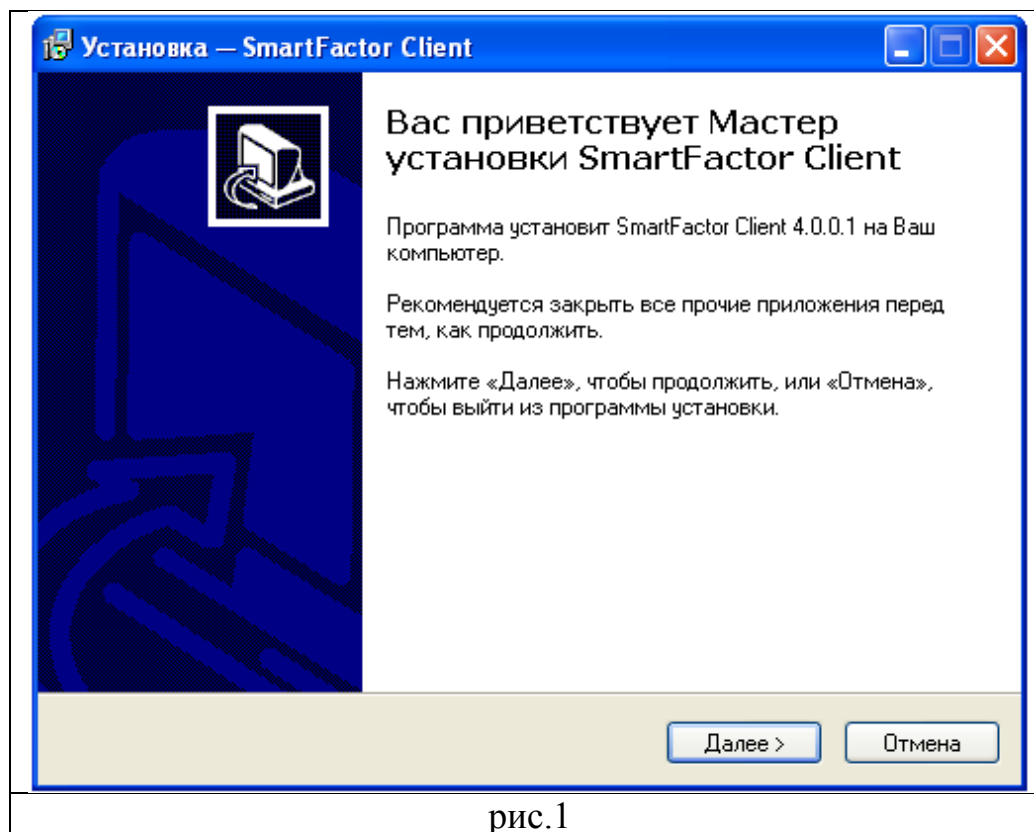 Установка — SmartFactor Client
Вас приветствует Мастер
установки SmartFactor Client
Программа установит SmartFactor Client 4.0.0.1 на Ваш
компьютер.
Рекомендуется закрыть все прочие приложения перед
тем, как продолжить.
Нажмите «Далее», чтобы продолжить, или «Отмена»,
чтобы выйти из программы установки.
Далее >
Отмена
рис.1